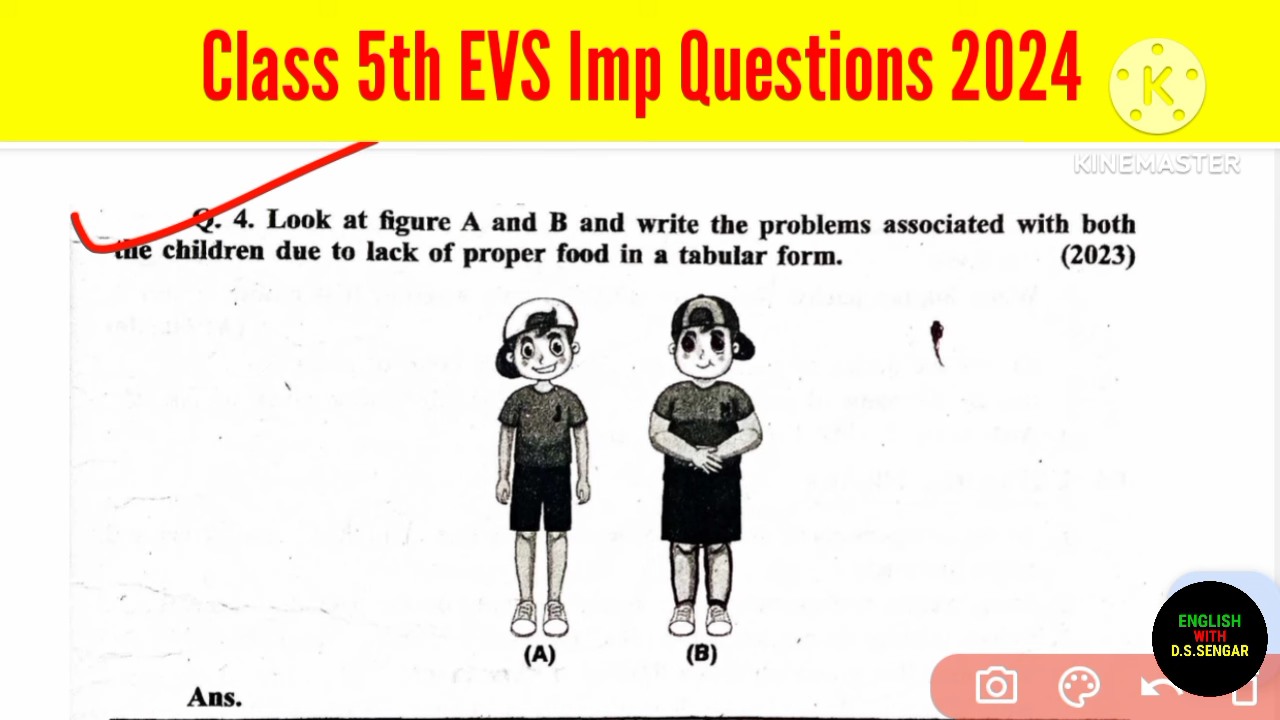 Class 5th EVS Imp Questions 2024
K
KINEMASTER
Q. 4. Look at figure A and B and write the problems associated with both
the children due to lack of proper food in a tabular form. (2023)
(A) (B)
ENGLISH
WITH
D.S.SENGAR
Ans.